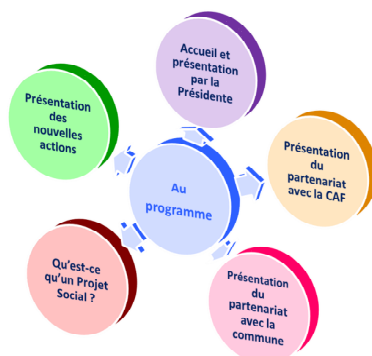 Accueil et
présentation
par la
Présidente
Présentation
du
partenariat
avec la CAF
Présentation
du
partenariat
avec la
commune
Qu'est-ce
qu'un Projet
Social ?
Présentation
des
nouvelles
actions
Au
programme